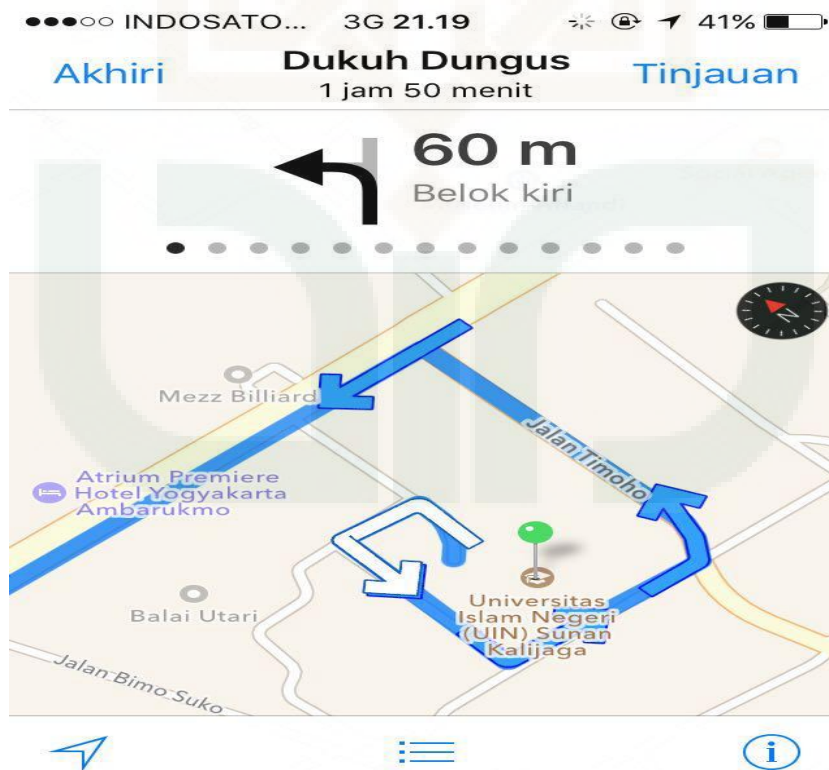 INDOSATO... 3G 21.19 41%
Akhiri
Dukuh Dungus
1 jam 50 menit
Tinjauan
60 m
Belok kiri
N
Mezz Billiard
Jalan Timoho
Atrium Premiere
Hotel Yogyakarta
Ambarukmo
Balai Utari
Universitas
Islam Negeri
(UIN) Sunan
Kalijaga
Jalan Bimo Suko